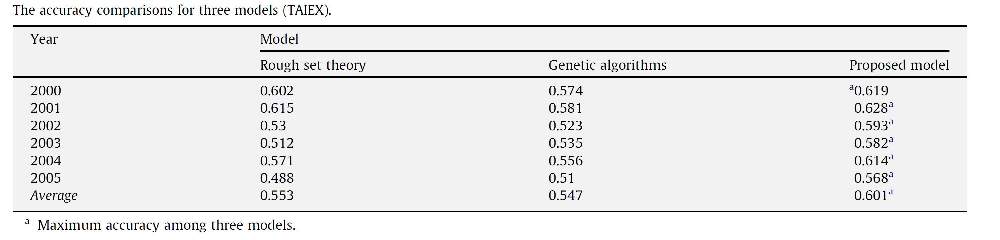 The accuracy comparisons for three models (TAIEX).
Year Model
Rough set theory Genetic algorithms Proposed model
2000 0.602 0.574 a0.619
2001 0.615 0.581 0.628a
2002 0.53 0.523 0.593a
2003 0.512 0.535 0.582a
2004 0.571 0.556 0.614a
2005 0.488 0.51 0.568a
Average 0.553 0.547 0.601a
a Maximum accuracy among three models.